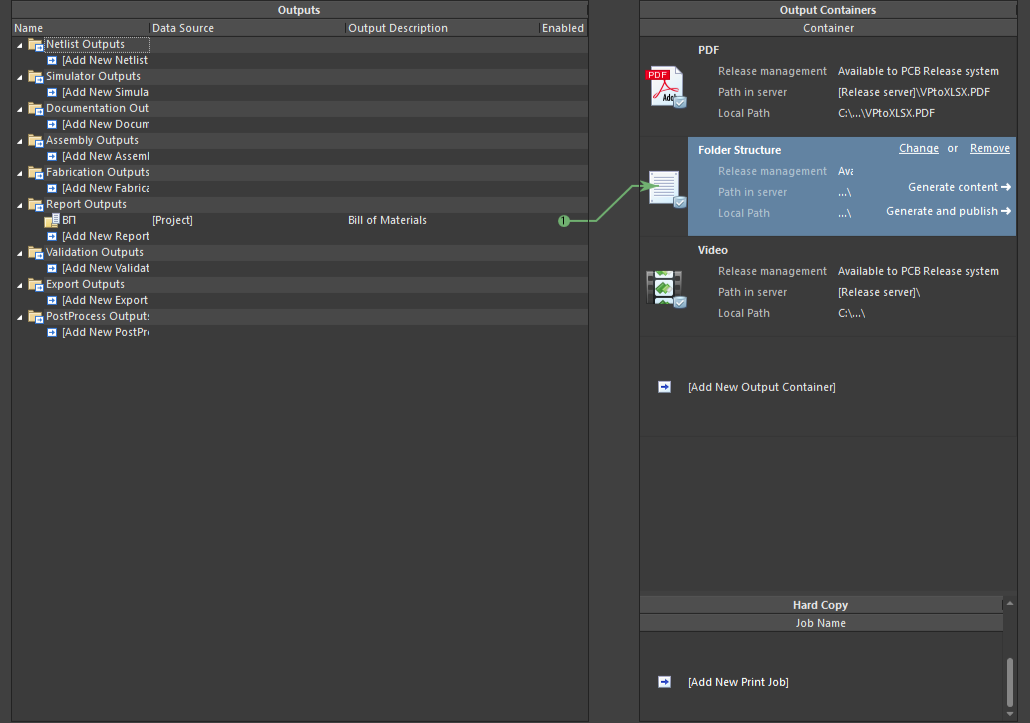 Outputs
Name Data Source Output Description Enabled
Netlist Outputs
[Add New Netlist
Simulator Outputs
[Add New Simula
Documentation Out
[Add New Docum
Assembly Outputs
[Add New Assembl
Fabrication Outputs
[Add New Fabrica
Report Outputs
ВП [Project] Bill of Materials 1
[Add New Report
Validation Outputs
[Add New Validat
Export Outputs
[Add New Export
PostProcess Outputs
[Add New PostPro
Output Containers
Container
PDF
PDF
Adob
Release management Available to PCB Release system
Path in server [Release server]\VPtoXLSX.PDF
Local Path C:\...\VPtoXLSX.PDF
Folder Structure Change or Remove
Release management Ava
Generate content
Path in server ...\
Generate and publish
Local Path ...\
Video
Release management Available to PCB Release system
Path in server [Release server]\
Local Path C:\...\
[Add New Output Container]
Hard Copy
Job Name
[Add New Print Job]